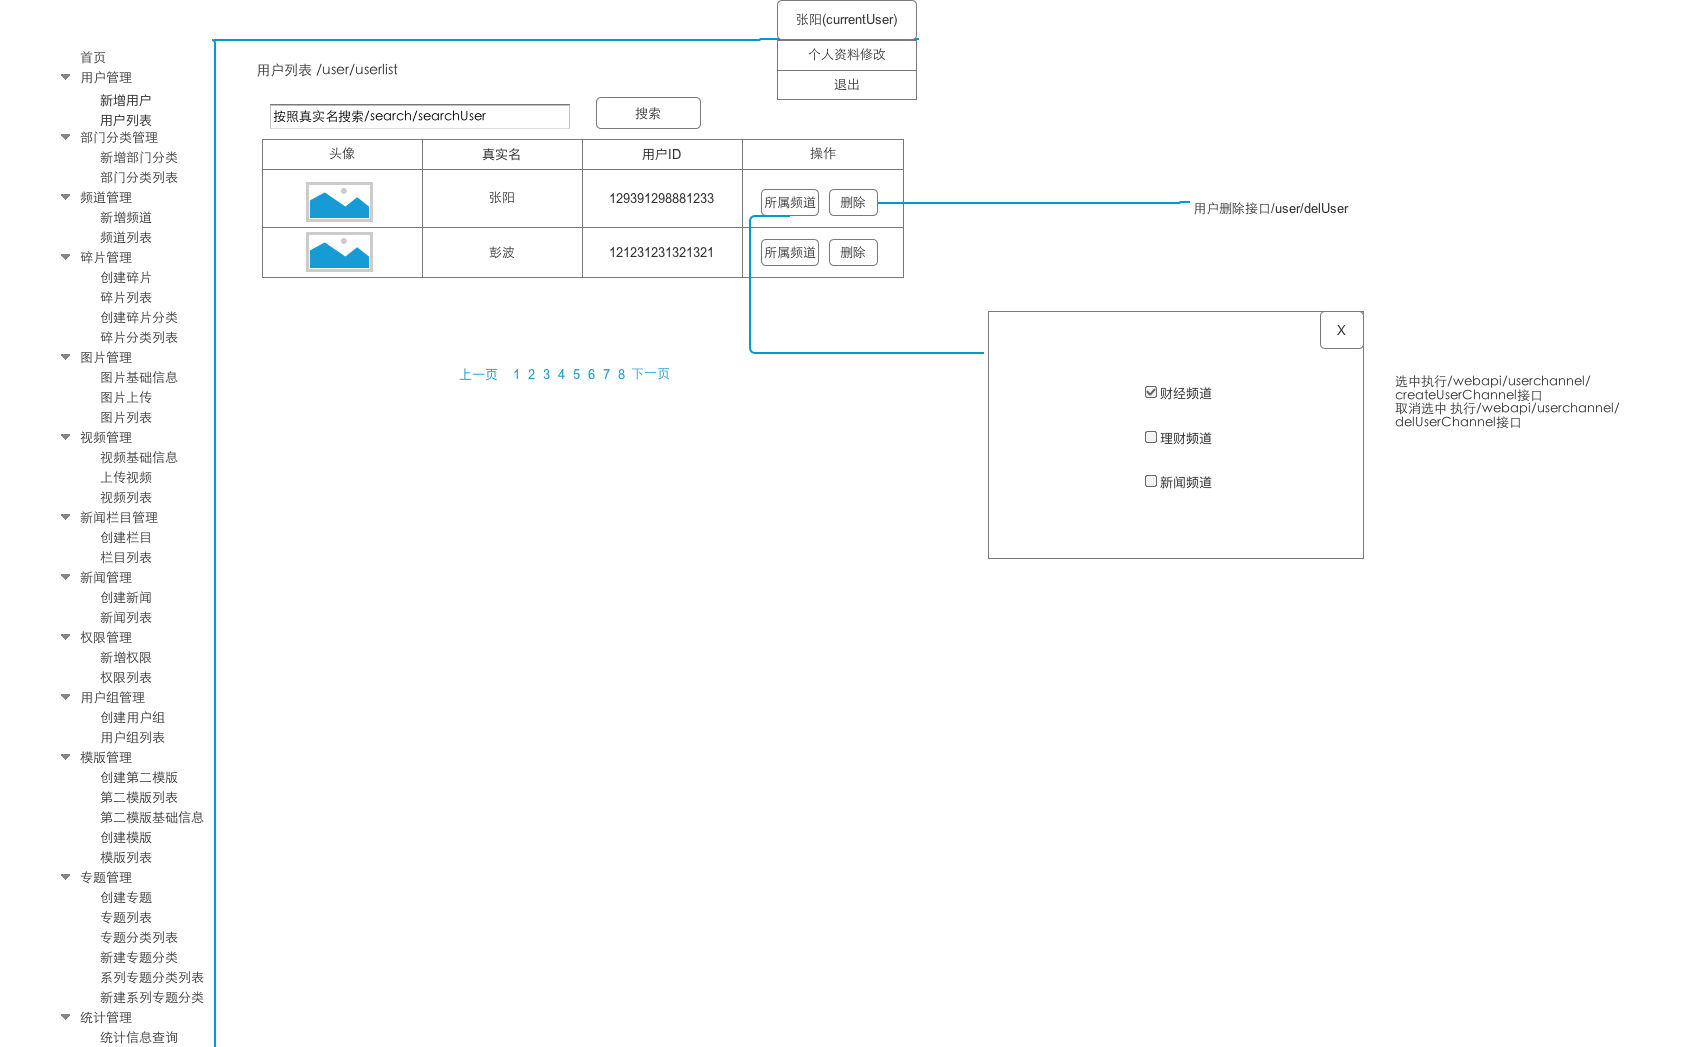 张阳(currentUser)
个人资料修改
退出
首页
用户管理
新增用户
用户列表
部门分类管理
新增部门分类
部门分类列表
频道管理
新增频道
频道列表
碎片管理
创建碎片
碎片列表
创建碎片分类
碎片分类列表
图片管理
图片基础信息
图片上传
图片列表
视频管理
视频基础信息
上传视频
视频列表
新闻栏目管理
创建栏目
栏目列表
新闻管理
创建新闻
新闻列表
权限管理
新增权限
权限列表
用户组管理
创建用户组
用户组列表
模版管理
创建第二模版
第二模版列表
第二模版基础信息
创建模版
模版列表
专题管理
创建专题
专题列表
专题分类列表
新建专题分类
系列专题分类列表
新建系列专题分类
统计管理
统计信息查询
用户列表 /user/userlist
按照真实名搜索/search/searchUser 搜索
头像 真实名 用户ID 操作
张阳 129391298881233 所属频道 删除
彭波 121231231321321 所属频道 删除
上一页 1 2 3 4 5 6 7 8 下一页
用户删除接口/user/delUser
X
财经频道
理财频道
新闻频道
选中执行/webapi/userchannel/
createUserChannel接口
取消选中 执行/webapi/userchannel/
delUserChannel接口